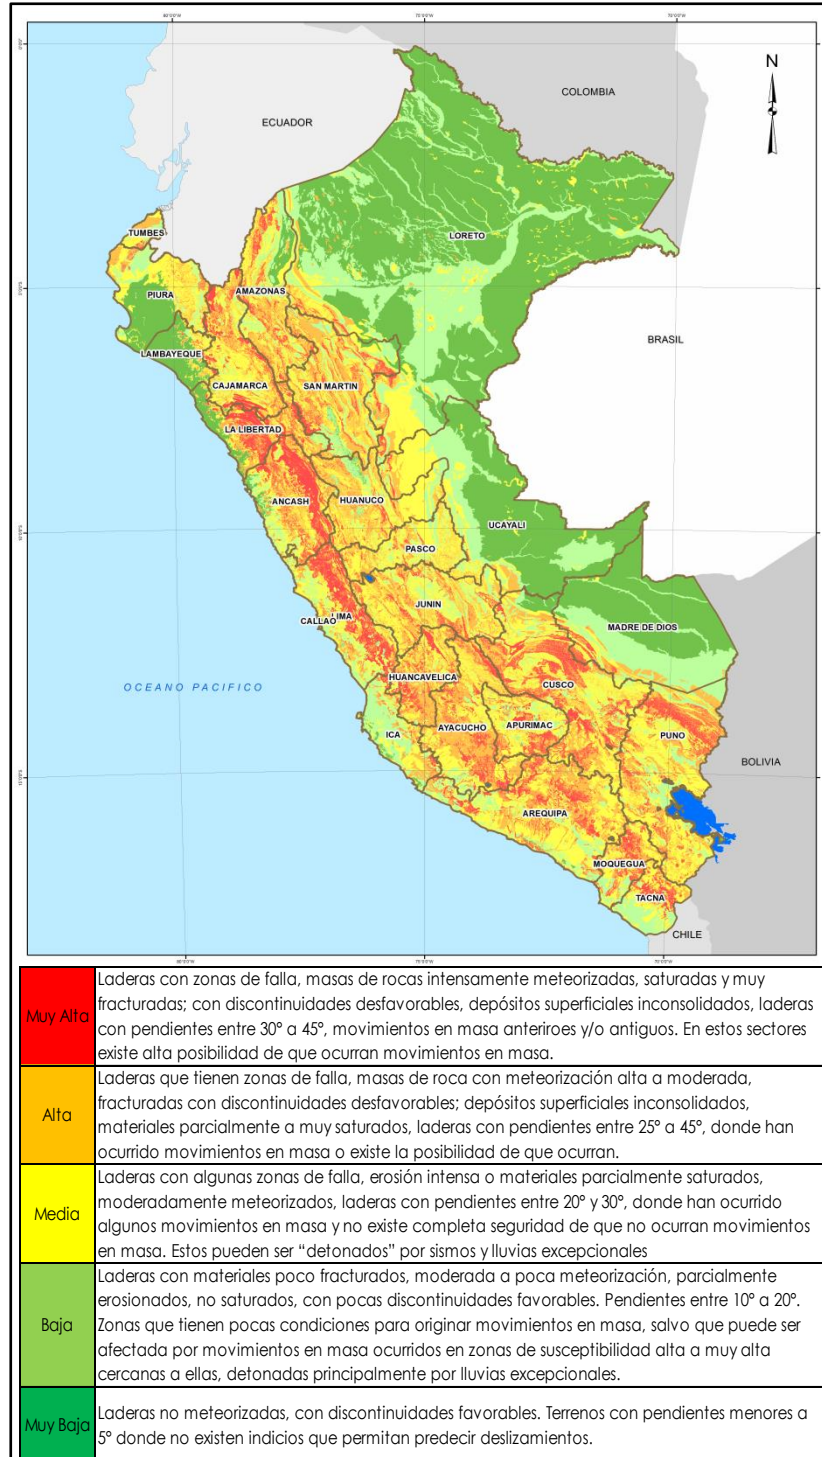 N
COLOMBIA
ECUADOR
LORETO
TUMBES
PIURA
AMAZONAS
BRASIL
LAMBAYEQUE
CAJAMARCA
SAN MARTIN
LA LIBERTAD
ANCASH
HUANUCO
UCAYALI
PASCO
JUNIN
CALLAO
LIMA
MADRE DE DIOS
HUANCAVELICA
OCEANO PACIFICO
CUSCO
ICA
AYACUCHO
APURIMAC
PUNO
BOLIVIA
AREQUIPA
MOQUEGUA
TACNA
CHILE
Muy Alta
Laderas con zonas de falla, masas de rocas intensamente meteorizadas, saturadas y muy
fracturadas; con discontinuidades desfavorables, depósitos superficiales inconsolidados, laderas
con pendientes entre 30° a 45°, movimientos en masa anteriroes y/o antiguos. En estos sectores
existe alta posibilidad de que ocurran movimientos en masa.
Alta
Laderas que tienen zonas de falla, masas de roca con meteorización alta a moderada,
fracturadas con discontinuidades desfavorables; depósitos superficiales inconsolidados,
materiales parcialmente a muy saturados, laderas con pendientes entre 25° a 45°, donde han
ocurrido movimientos en masa o existe la posibilidad de que ocurran.
Media
Laderas con algunas zonas de falla, erosión intensa o materiales parcialmente saturados,
moderadamente meteorizados, laderas con pendientes entre 20° y 30°, donde han ocurrido
algunos movimientos en masa y no existe completa seguridad de que no ocurran movimientos
en masa. Estos pueden ser “detonados” por sismos y lluvias excepcionales
Baja
Laderas con materiales poco fracturados, moderada a poca meteorización, parcialmente
erosionados, no saturados, con pocas discontinuidades favorables. Pendientes entre 10° a 20°.
Zonas que tienen pocas condiciones para originar movimientos en masa, salvo que puede ser
afectada por movimientos en masa ocurridos en zonas de susceptibilidad alta a muy alta
cercanas a ellas, detonadas principalmente por lluvias excepcionales.
Muy Baja
Laderas no meteorizadas, con discontinuidades favorables. Terrenos con pendientes menores a
5° donde no existen indicios que permitan predecir deslizamientos.